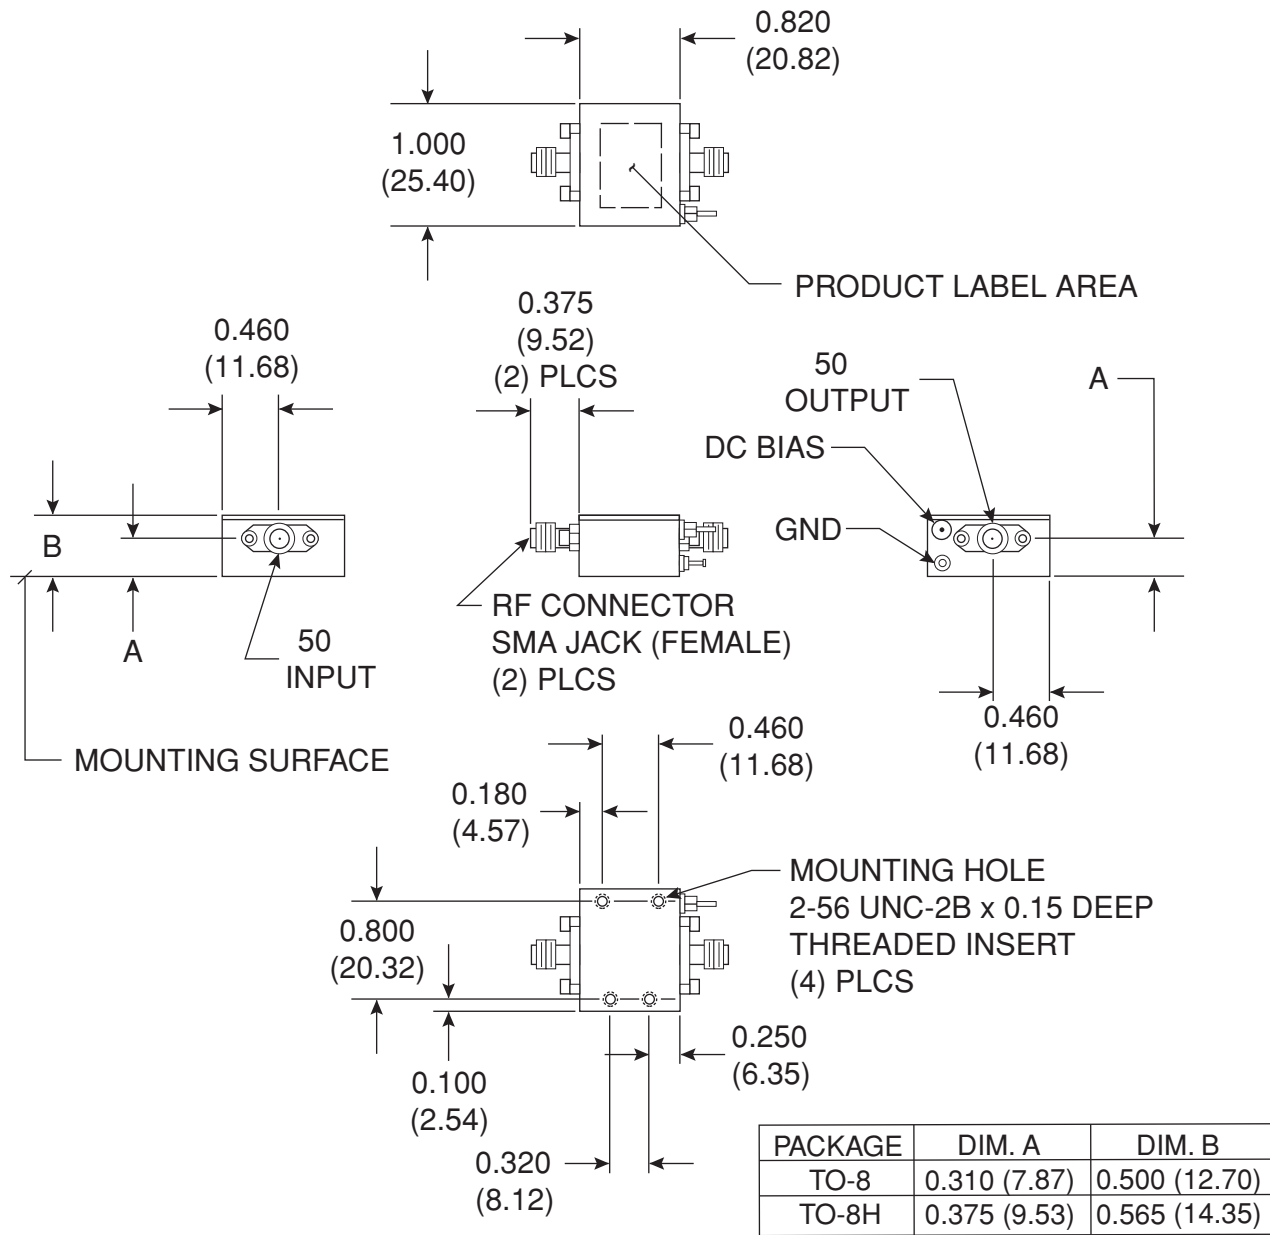 0.820
(20.82)
1.000
(25.40)
PRODUCT LABEL AREA
0.375
(9.52)
(2) PLCS
0.460
(11.68)
50
OUTPUT
A
DC BIAS
GND
B
A
50
INPUT
RF CONNECTOR
SMA JACK (FEMALE)
(2) PLCS
MOUNTING SURFACE
0.460
(11.68)
0.460
(11.68)
0.180
(4.57)
MOUNTING HOLE
2-56 UNC-2B x 0.15 DEEP
THREADED INSERT
(4) PLCS
0.800
(20.32)
0.250
(6.35)
0.100
(2.54)
0.320
(8.12)
PACKAGE DIM. A DIM. B
TO-8 0.310 (7.87) 0.500 (12.70)
TO-8H 0.375 (9.53) 0.565 (14.35)